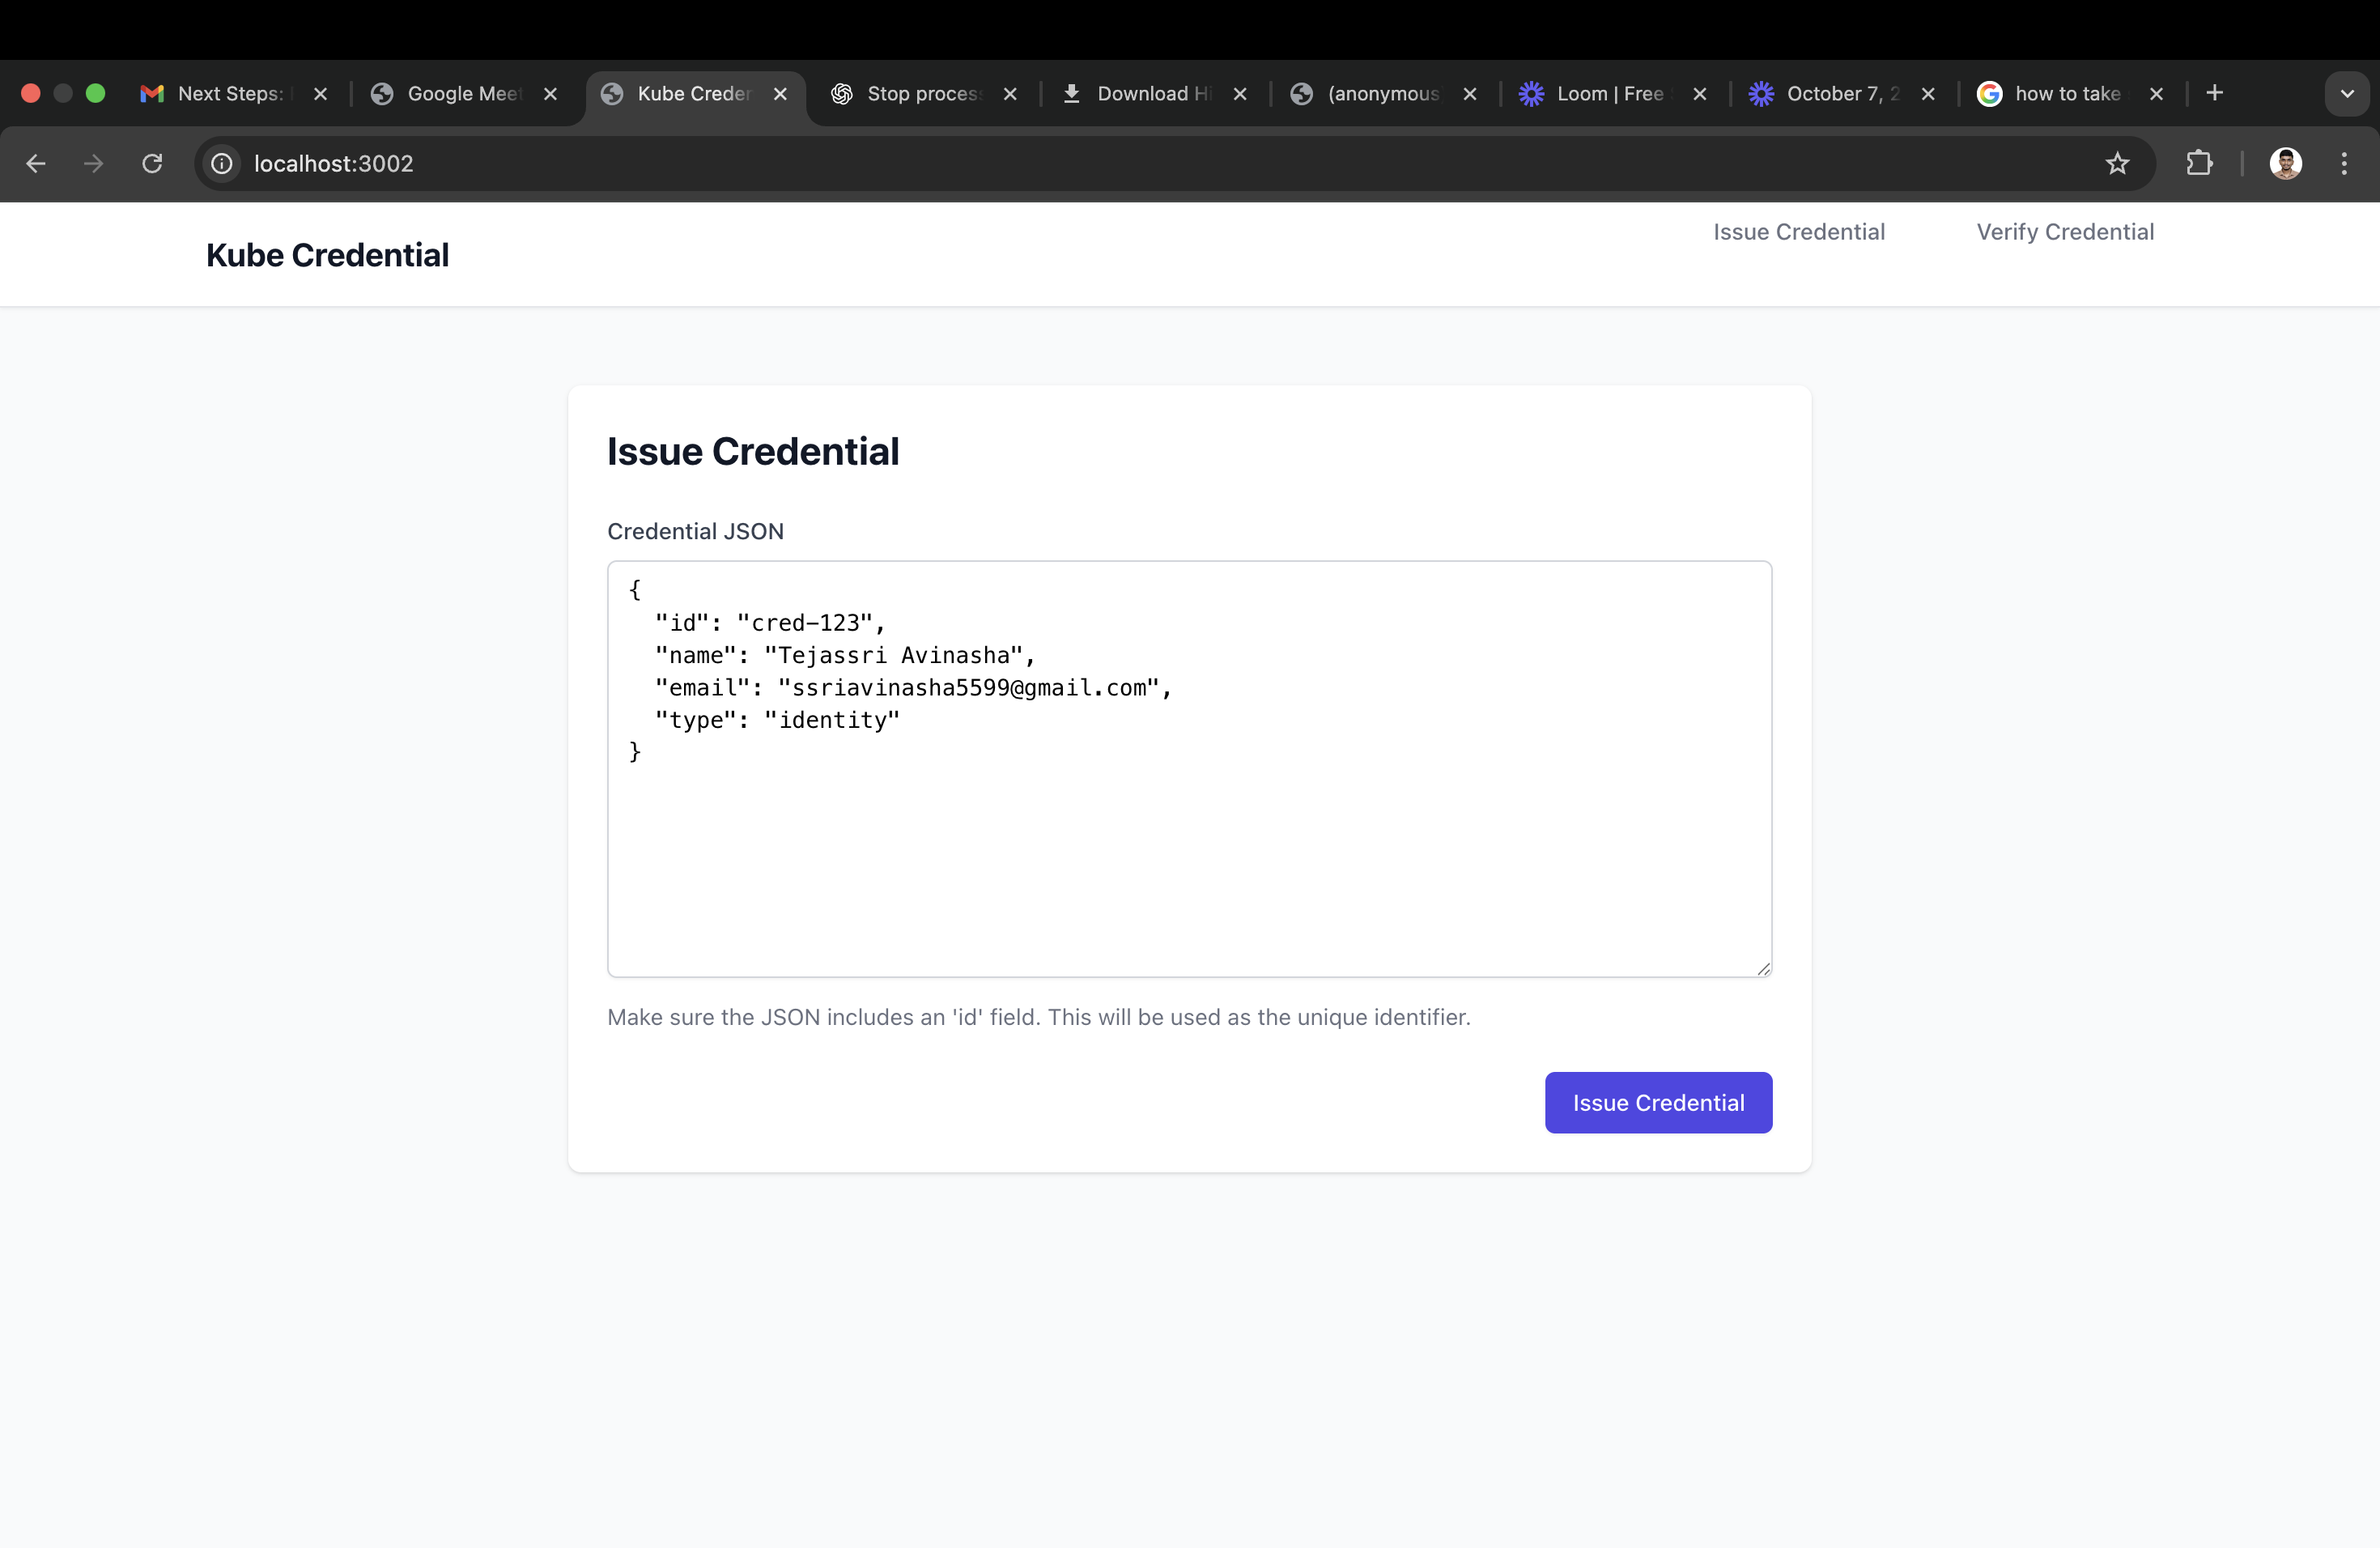 Next Steps:
Google Meet
Kube Creden
Stop process
Download Hi
(anonymous
Loom | Free
October 7, 2
how to take
localhost:3002
Kube Credential
Issue Credential
Verify Credential
Issue Credential
Credential JSON
{
"id": "cred-123",
"name": "Tejassri Avinasha",
"email": "ssriavinasha5599@gmail.com",
"type": "identity"
}
Make sure the JSON includes an 'id' field. This will be used as the unique identifier.
Issue Credential